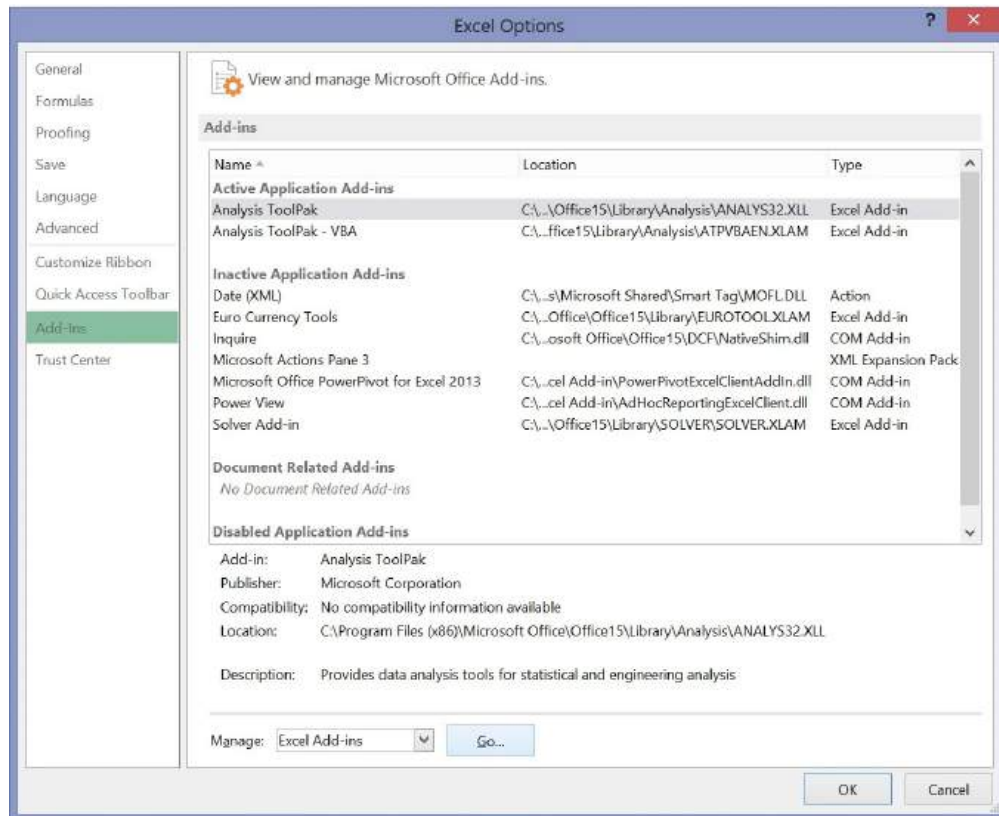 Excel Options
?
General
Formulas
Proofing
Save
Language
Advanced
Customize Ribbon
Quick Access Toolbar
Add-Ins
Trust Center
View and manage Microsoft Office Add-ins.
Add-ins
Name Location Type
Active Application Add-ins
Analysis ToolPak C:\...\Office15\Library\Analysis\ANALYS32.XLL Excel Add-in
Analysis ToolPak - VBA C:\...ffice15\Library\Analysis\ATPVBAEN.XLAM Excel Add-in
Inactive Application Add-ins
Date (XML) C:\...s\Microsoft Shared\Smart Tag\MOFL.DLL Action
Euro Currency Tools C:\...Office\Office15\Library\EUROTOOL.XLAM Excel Add-in
Inquire C:\...osoft Office\Office15\DCF\NativeShim.dll COM Add-in
Microsoft Actions Pane 3 XML Expansion Pack
Microsoft Office PowerPivot for Excel 2013 C:\...cel Add-in\PowerPivotExcelClientAddIn.dll COM Add-in
Power View C:\...cel Add-in\AdHocReportingExcelClient.dll COM Add-in
Solver Add-in C:\...\Office15\Library\SOLVER\SOLVER.XLAM Excel Add-in
Document Related Add-ins
No Document Related Add-ins
Disabled Application Add-ins
Add-in: Analysis ToolPak
Publisher: Microsoft Corporation
Compatibility: No compatibility information available
Location: C:\Program Files (x86)\Microsoft Office\Office15\Library\Analysis\ANALYS32.XLL
Description: Provides data analysis tools for statistical and engineering analysis
Manage: Excel Add-ins Go...
OK Cancel